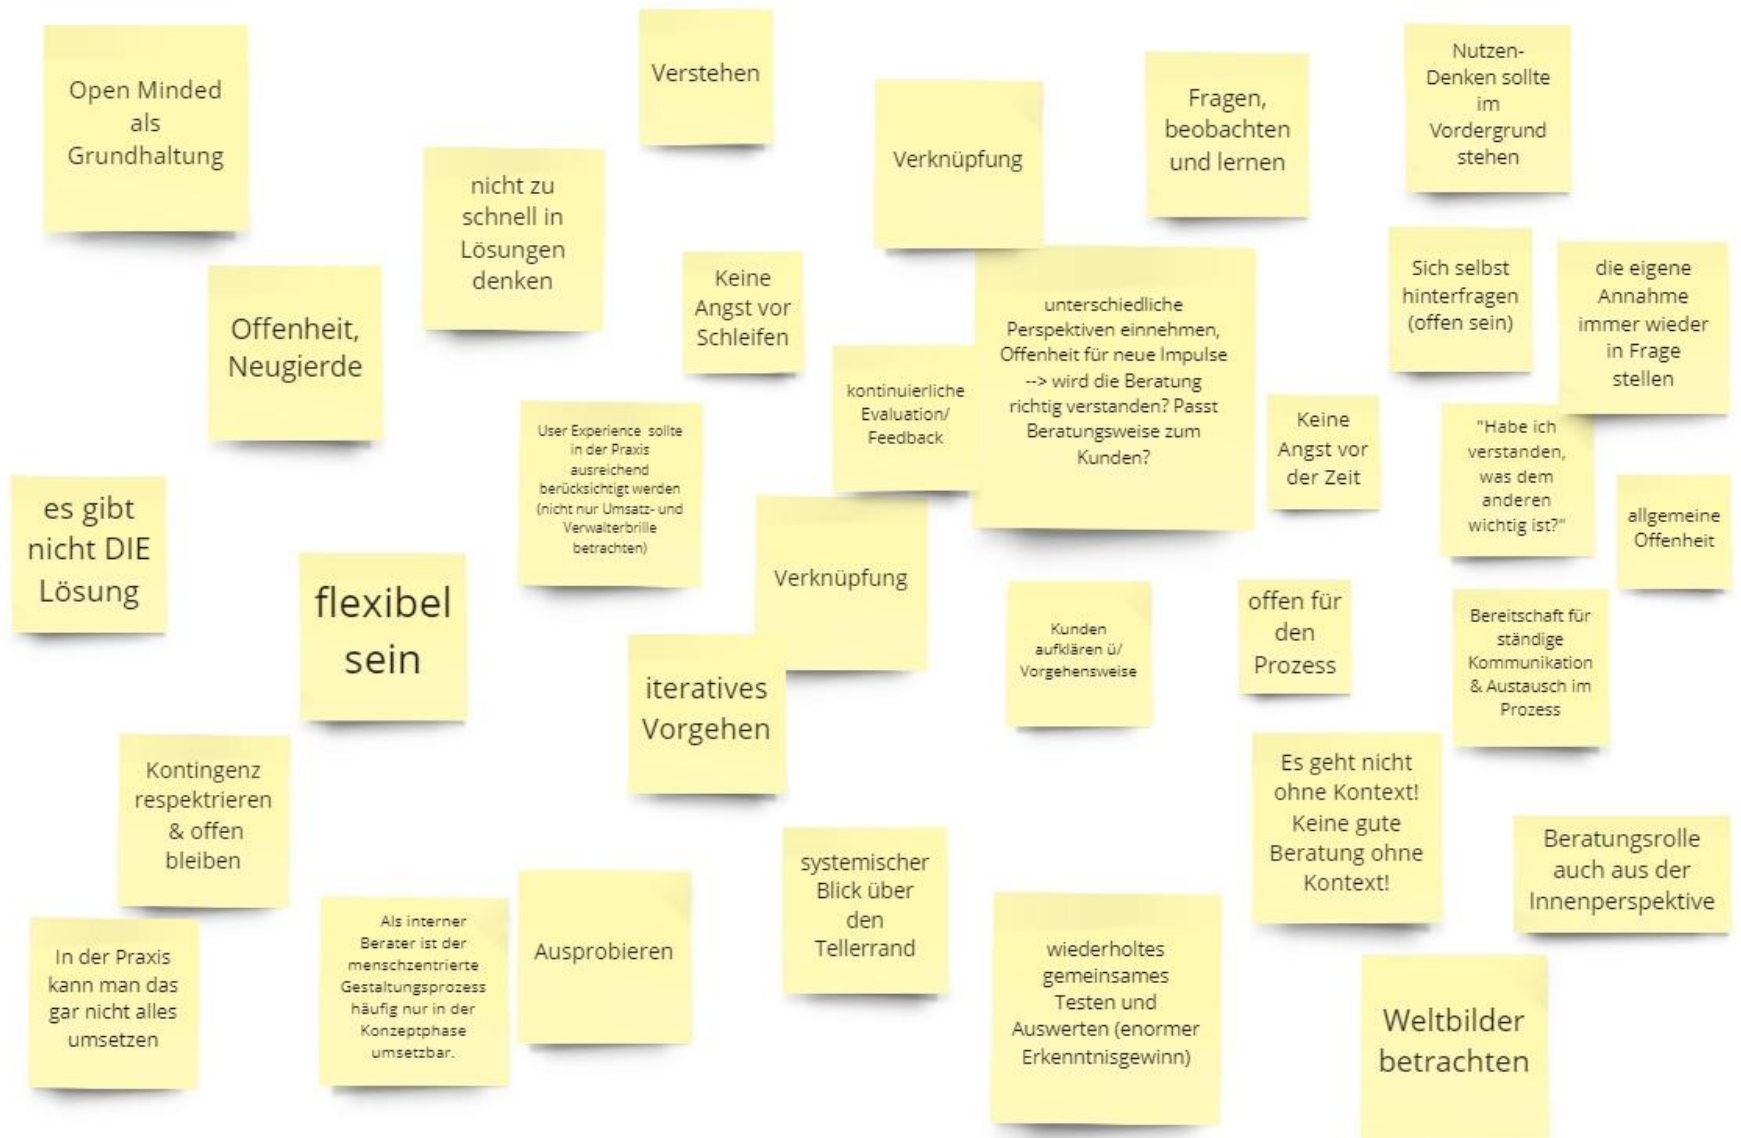 Open Minded
als
Grundhaltung
Verstehen
Verknüpfung
Fragen,
beobachten
und lernen
Nutzen-
Denken sollte
im
Vordergrund
stehen
nicht zu
schnell in
Lösungen
denken
Offenheit,
Neugierde
Keine
Angst vor
Schleifen
unterschiedliche
Perspektiven einnehmen,
Offenheit für neue Impulse
--> wird die Beratung
richtig verstanden? Passt
Beratungsweise zum
Kunden?
Sich selbst
hinterfragen
(offen sein)
die eigene
Annahme
immer wieder
in Frage
stellen
kontinuierliche
Evaluation/
Feedback
User Experience sollte
in der Praxis
ausreichend
berücksichtigt werden
(nicht nur Umsatz- und
Verwalterbrille
betrachten)
Keine
Angst vor
der Zeit
"Habe ich
verstanden,
was dem
anderen
wichtig ist?"
allgemeine
Offenheit
es gibt
nicht DIE
Lösung
flexibel
sein
Verknüpfung
iteratives
Vorgehen
Kunden
aufklären ü/
Vorgehensweise
offen für
den
Prozess
Bereitschaft für
ständige
Kommunikation
& Austausch im
Prozess
Kontingenz
respektrieren
& offen
bleiben
Es geht nicht
ohne Kontext!
Keine gute
Beratung ohne
Kontext!
Beratungsrolle
auch aus der
Innenperspektive
systemischer
Blick über
den
Tellerrand
In der Praxis
kann man das
gar nicht alles
umsetzen
Als interner
Berater ist der
menschzentrierte
Gestaltungsprozess
häufig nur in der
Konzeptphase
umsetzbar.
Ausprobieren
wiederholtes
gemeinsames
Testen und
Auswerten (enormer
Erkenntnisgewinn)
Weltbilder
betrachten